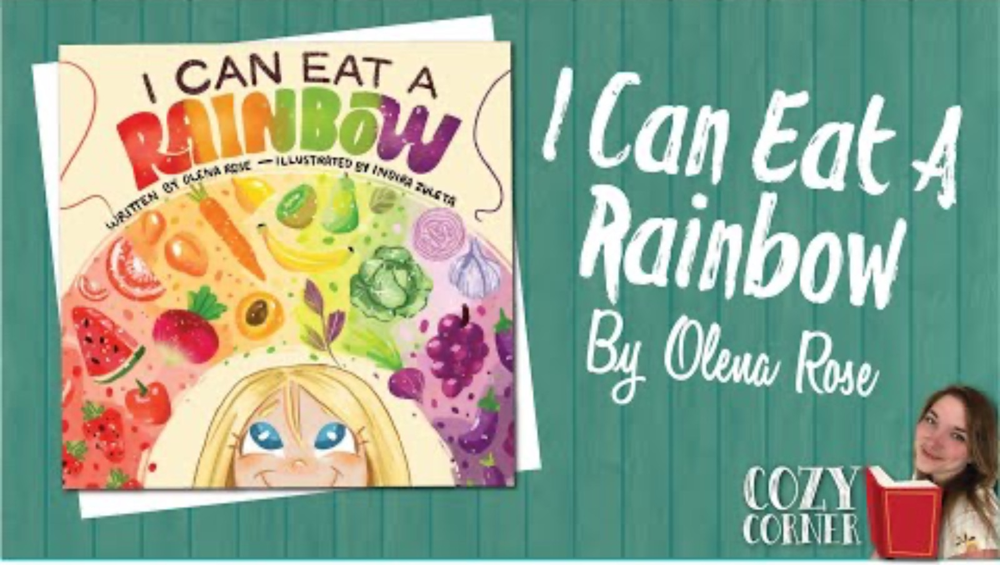 I CAN EAT A
RAINBOW
WRITTEN BY OLENA ROSE — ILLUSTRATED BY INDIRA ZULETA
I Can Eat A
Rainbow
By Olena Rose
COZY
CORNER